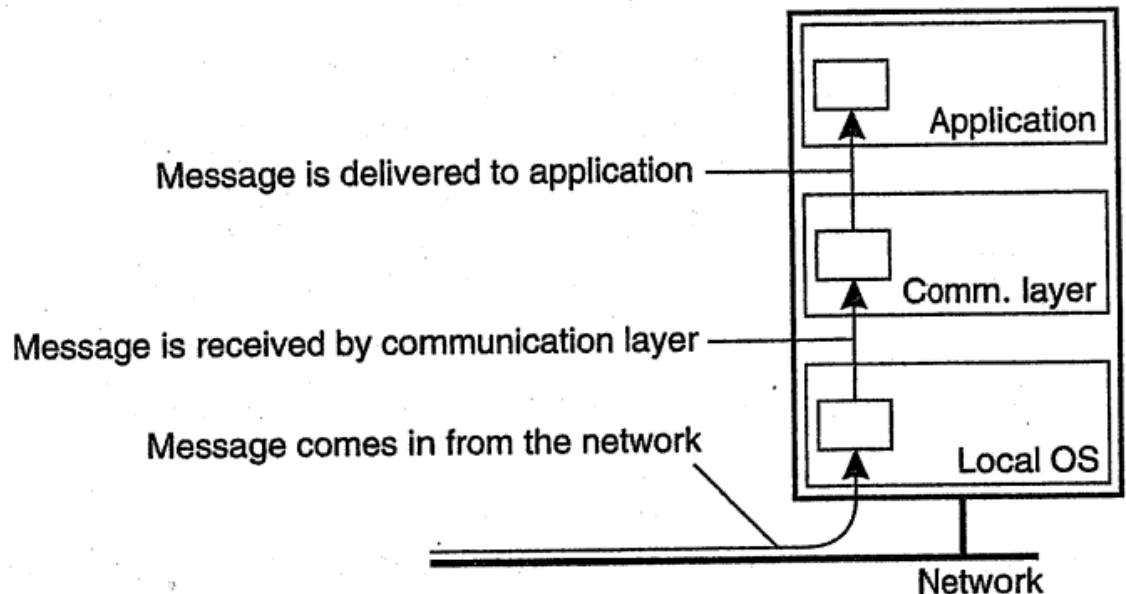 Application
Message is delivered to application
Comm. layer
Message is received by communication layer
Message comes in from the network
Local OS
Network